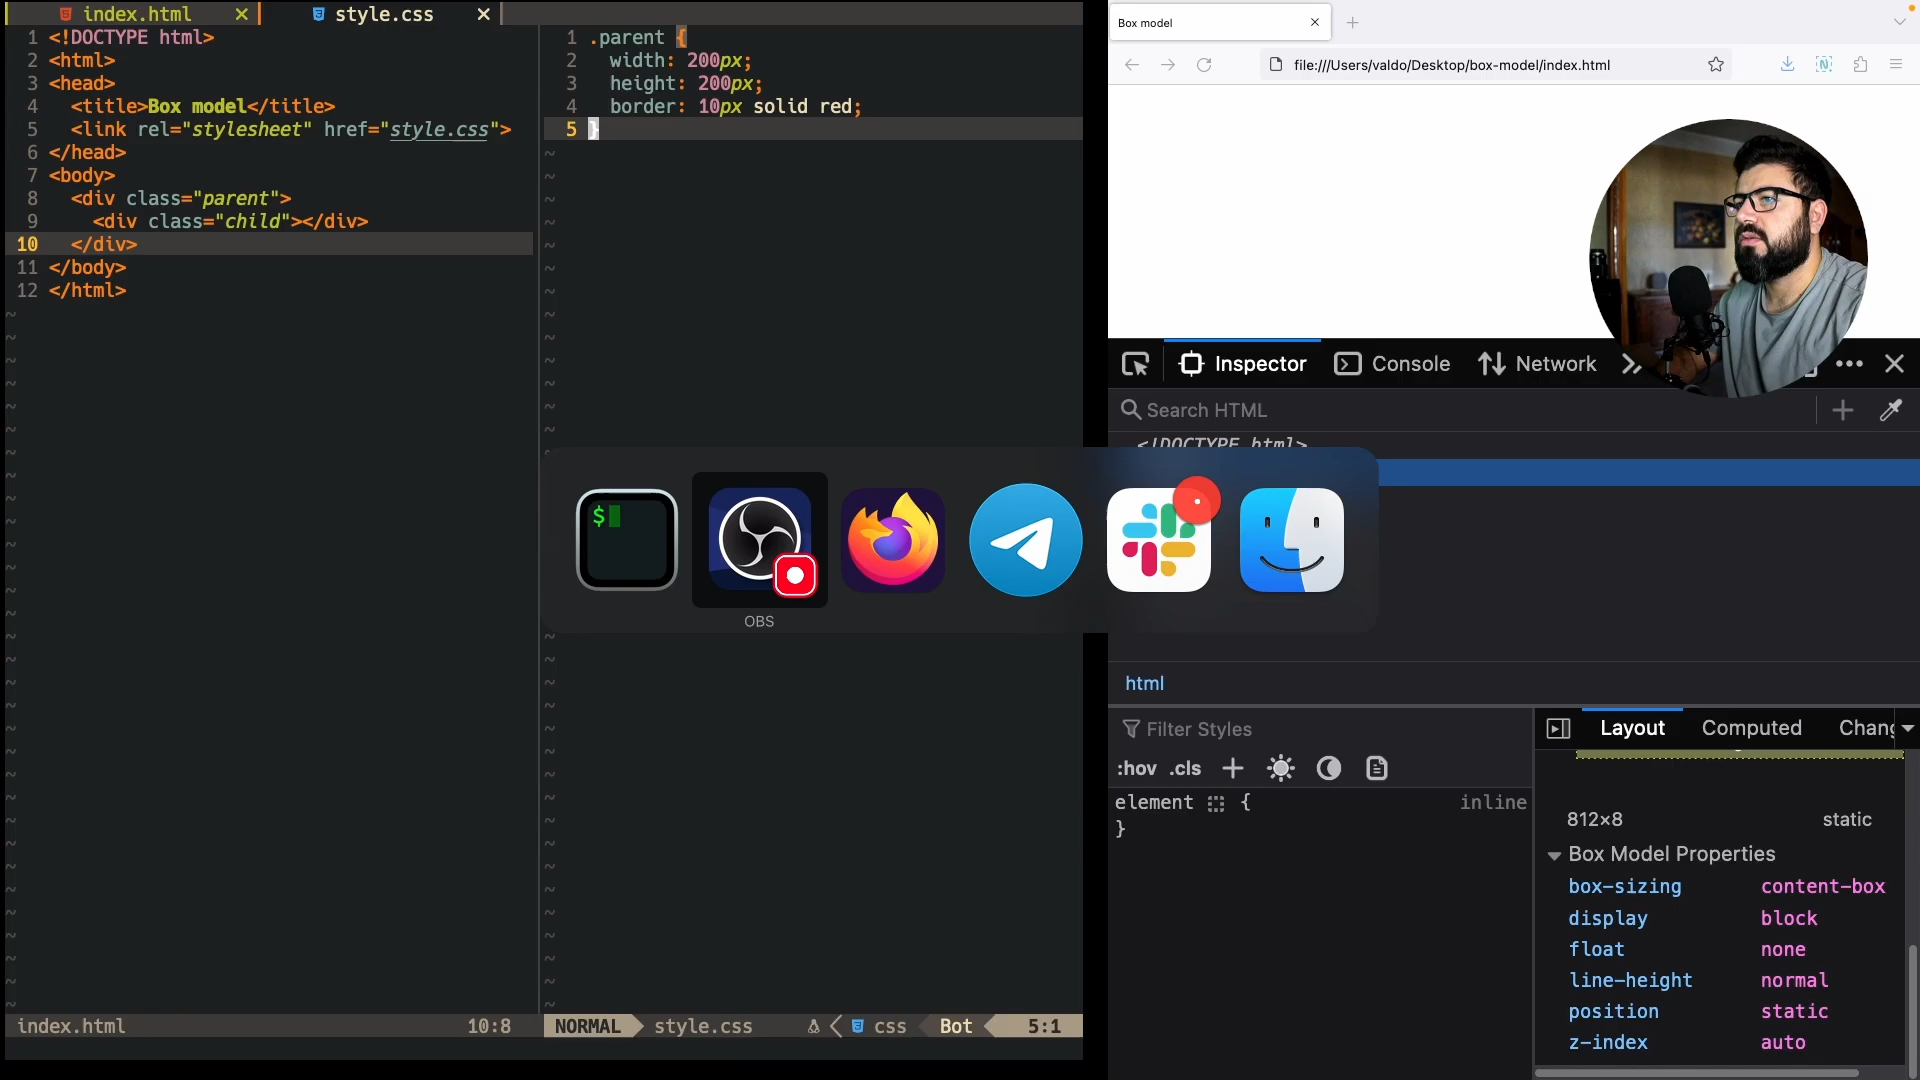 index.html
style.css
1 <!DOCTYPE html>
2 <html>
3 <head>
4 <title>Box model</title>
5 <link rel="stylesheet" href="style.css">
6 </head>
7 <body>
8 <div class="parent">
9 <div class="child"></div>
10 </div>
11 </body>
12 </html>
index.html 10:8
1 .parent {
2 width: 200px;
3 height: 200px;
4 border: 10px solid red;
5 }
NORMAL style.css css Bot 5:1
$
OBS
Box model
file:///Users/valdo/Desktop/box-model/index.html
Inspector Console Network
Search HTML
<!DOCTYPE html>
html
Filter Styles
:hov .cls
element { inline
}
Layout Computed Chang
812×8 static
Box Model Properties
box-sizing content-box
display block
float none
line-height normal
position static
z-index auto